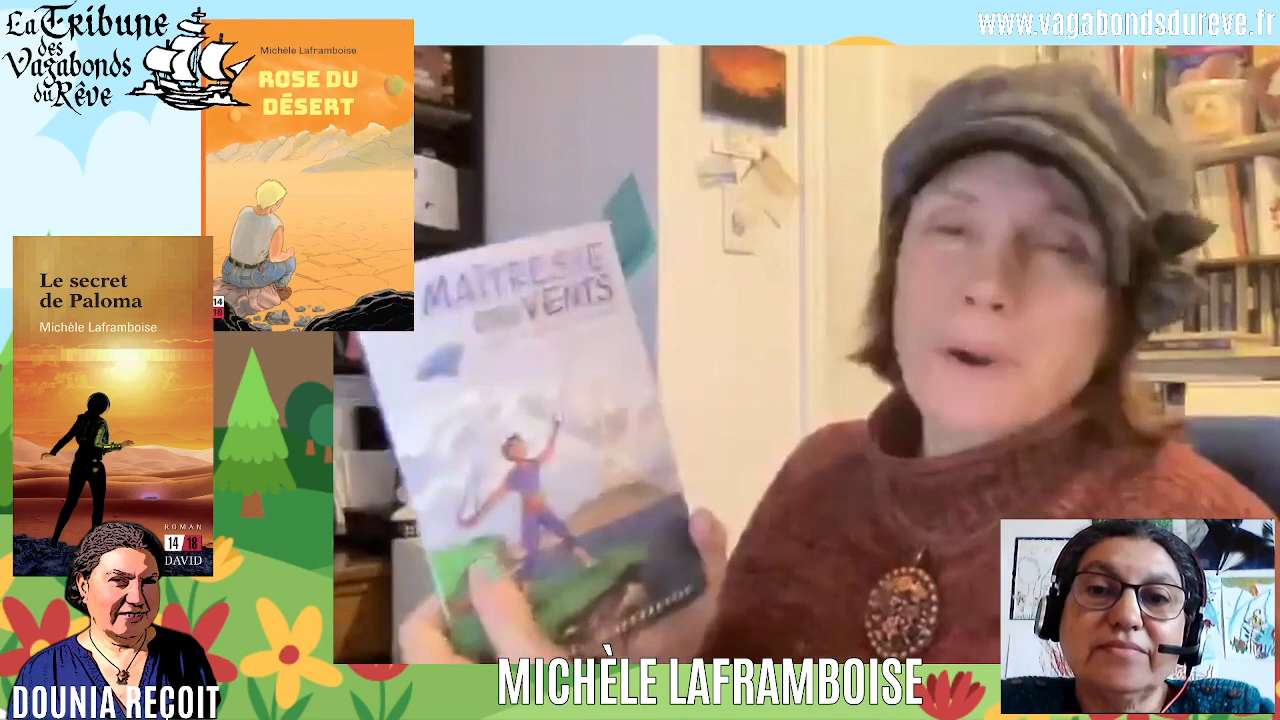 La Tribune
des
Vagabonds
du Rêve
www.vagabondsdureve.fr
Michèle Laframboise
ROSE DU
DÉSERT
14
18
Le secret
de Paloma
Michèle Laframboise
ROMAN
14 18
DAVID
MAÎTRESSE
VENTS
MICHÈLE LAFRAMBOISE
DOUNIA REÇOIT